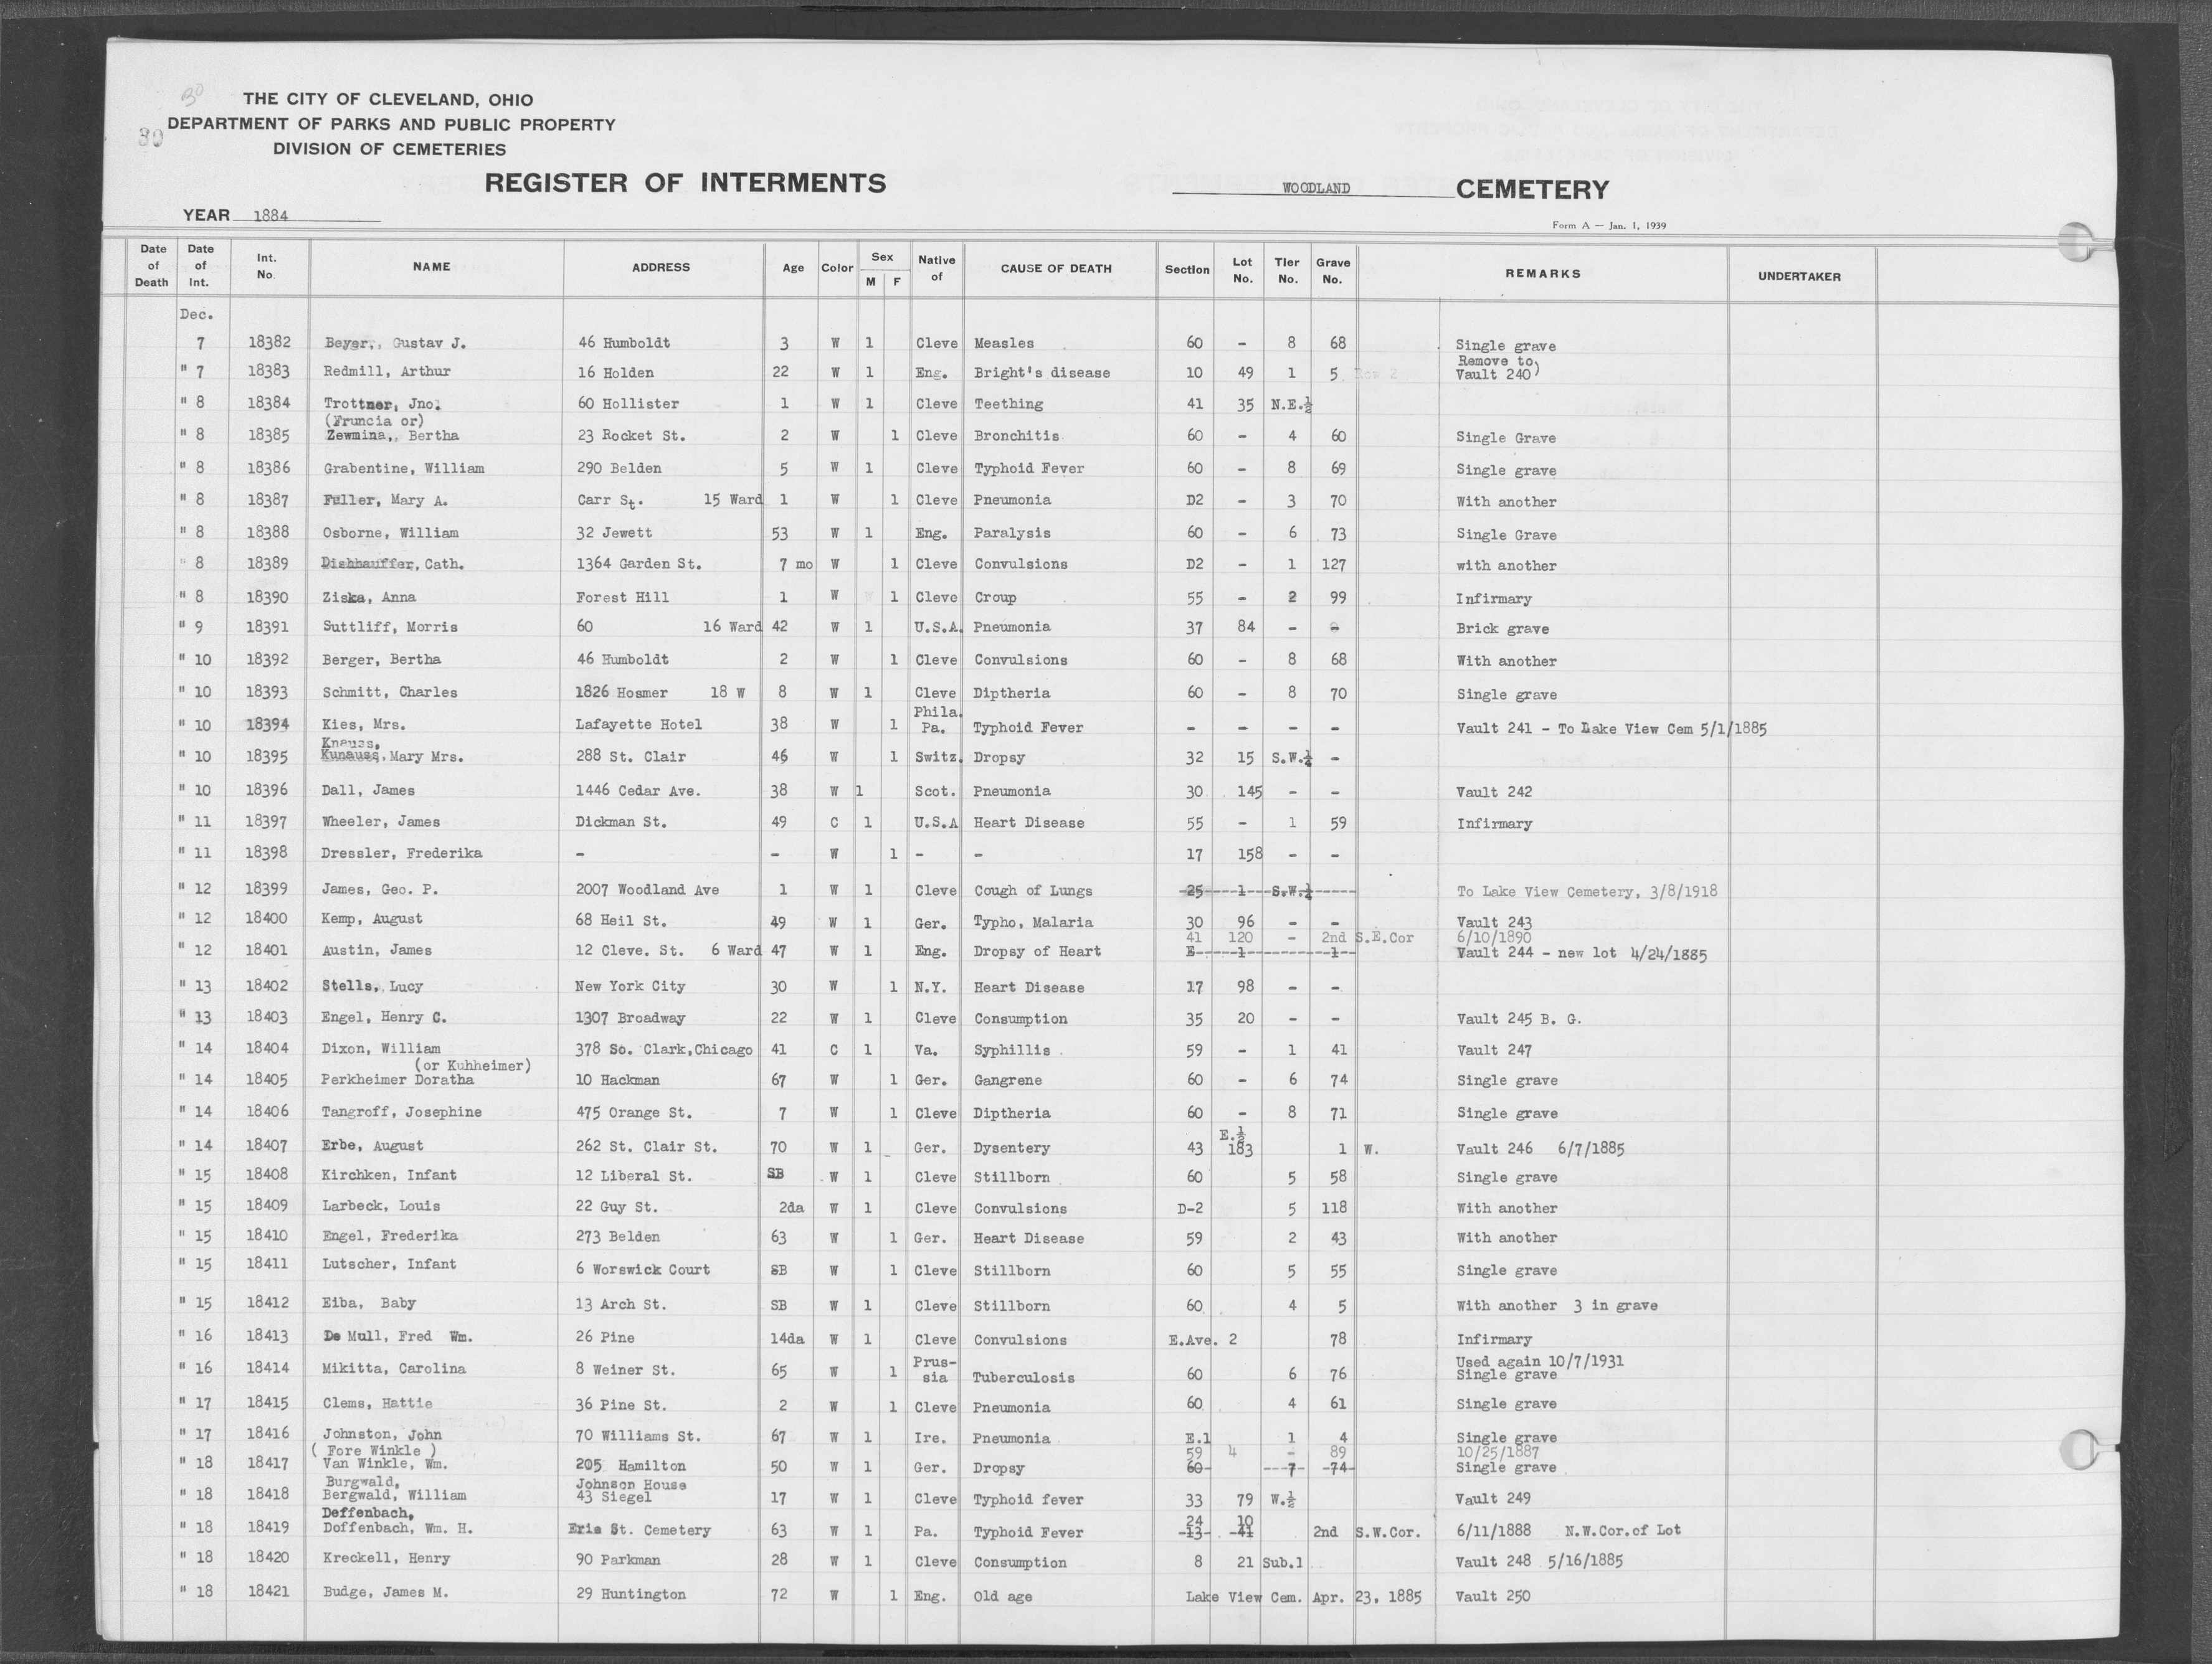 30
THE CITY OF CLEVELAND, OHIO
30 DEPARTMENT OF PARKS AND PUBLIC PROPERTY
DIVISION OF CEMETERIES
REGISTER OF INTERMENTS WOODLAND CEMETERY
YEAR 1884
Form A — Jan. 1, 1939
Date of Death Date of Int. Int. No. NAME ADDRESS Age Color Sex M F Native of CAUSE OF DEATH Section Lot No. Tier No. Grave No. REMARKS UNDERTAKER
Dec.
7 18382 Beyer,, Gustav J. 46 Humboldt 3 W 1 Cleve Measles 60 - 8 68 Single grave
Remove to)
" 7 18383 Redmill, Arthur 16 Holden 22 W 1 Eng. Bright's disease 10 49 1 5 Row 2 Vault 240)
" 8 18384 Trottner, Jno. 60 Hollister 1 W 1 Cleve Teething 41 35 N.E.½
(Fruncia or)
" 8 18385 Zewmina,, Bertha 23 Rocket St. 2 W 1 Cleve Bronchitis 60 - 4 60 Single Grave
" 8 18386 Grabentine, William 290 Belden 5 W 1 Cleve Typhoid Fever 60 - 8 69 Single grave
" 8 18387 Fuller, Mary A. Carr St. 15 Ward 1 W 1 Cleve Pneumonia D2 - 3 70 With another
" 8 18388 Osborne, William 32 Jewett 53 W 1 Eng. Paralysis 60 - 6 73 Single Grave
" 8 18389 Dishhauffer, Cath. 1364 Garden St. 7 mo W 1 Cleve Convulsions D2 - 1 127 with another
" 8 18390 Ziska, Anna Forest Hill 1 W 1 Cleve Croup 55 - 2 99 Infirmary
" 9 18391 Suttliff, Morris 60 16 Ward 42 W 1 U.S.A. Pneumonia 37 84 - - Brick grave
" 10 18392 Berger, Bertha 46 Humboldt 2 W 1 Cleve Convulsions 60 - 8 68 With another
" 10 18393 Schmitt, Charles 1826 Hosmer 18 W 8 W 1 Cleve Diptheria 60 - 8 70 Single grave
Phila.
" 10 18394 Kies, Mrs. Lafayette Hotel 38 W 1 Pa. Typhoid Fever - - - - Vault 241 - To Lake View Cem 5/1/1885
Knauss,
" 10 18395 Kunauss, Mary Mrs. 288 St. Clair 46 W 1 Switz. Dropsy 32 15 S.W.¼ -
" 10 18396 Dall, James 1446 Cedar Ave. 38 W 1 Scot. Pneumonia 30 145 - - Vault 242
" 11 18397 Wheeler, James Dickman St. 49 C 1 U.S.A Heart Disease 55 - 1 59 Infirmary
" 11 18398 Dressler, Frederika - - W 1 - - 17 158 - -
" 12 18399 James, Geo. P. 2007 Woodland Ave 1 W 1 Cleve Cough of Lungs 25 1 S.W.¼ To Lake View Cemetery, 3/8/1918
" 12 18400 Kemp, August 68 Heil St. 49 W 1 Ger. Typho, Malaria 30 96 - - Vault 243
41 120 - 2nd S.E.Cor 6/10/1890
" 12 18401 Austin, James 12 Cleve. St. 6 Ward 47 W 1 Eng. Dropsy of Heart E 1 1 Vault 244 - new lot 4/24/1885
" 13 18402 Stells, Lucy New York City 30 W 1 N.Y. Heart Disease 17 98 - -
" 13 18403 Engel, Henry C. 1307 Broadway 22 W 1 Cleve Consumption 35 20 - - Vault 245 B. G.
" 14 18404 Dixon, William 378 So. Clark,Chicago 41 C 1 Va. Syphillis 59 - 1 41 Vault 247
(or Kuhheimer)
" 14 18405 Perkheimer Doratha 10 Hackman 67 W 1 Ger. Gangrene 60 - 6 74 Single grave
" 14 18406 Tangroff, Josephine 475 Orange St. 7 W 1 Cleve Diptheria 60 - 8 71 Single grave
E.½
" 14 18407 Erbe, August 262 St. Clair St. 70 W 1 Ger. Dysentery 43 183 1 W. Vault 246 6/7/1885
" 15 18408 Kirchken, Infant 12 Liberal St. SB W 1 Cleve Stillborn 60 5 58 Single grave
" 15 18409 Larbeck, Louis 22 Guy St. 2da W 1 Cleve Convulsions D-2 5 118 With another
" 15 18410 Engel, Frederika 273 Belden 63 W 1 Ger. Heart Disease 59 2 43 With another
" 15 18411 Lutscher, Infant 6 Worswick Court SB W 1 Cleve Stillborn 60 5 55 Single grave
" 15 18412 Eiba, Baby 13 Arch St. SB W 1 Cleve Stillborn 60 4 5 With another 3 in grave
" 16 18413 De Mull, Fred Wm. 26 Pine 14da W 1 Cleve Convulsions E.Ave. 2 78 Infirmary
Prus- Used again 10/7/1931
" 16 18414 Mikitta, Carolina 8 Weiner St. 65 W 1 sia Tuberculosis 60 6 76 Single grave
" 17 18415 Clems, Hattie 36 Pine St. 2 W 1 Cleve Pneumonia 60 4 61 Single grave
" 17 18416 Johnston, John 70 Williams St. 67 W 1 Ire. Pneumonia E.1 1 4 Single grave
( Fore Winkle ) 59 4 - 89 10/25/1887
" 18 18417 Van Winkle, Wm. 205 Hamilton 50 W 1 Ger. Dropsy 60 7 74 Single grave
Burgwald, Johnson House
" 18 18418 Bergwald, William 43 Siegel 17 W 1 Cleve Typhoid fever 33 79 W.½ Vault 249
Deffenbach, 24 10
" 18 18419 Doffenbach, Wm. H. Erie St. Cemetery 63 W 1 Pa. Typhoid Fever 13 41 2nd S.W.Cor. 6/11/1888 N.W.Cor.of Lot
" 18 18420 Kreckell, Henry 90 Parkman 28 W 1 Cleve Consumption 8 21 Sub.1 Vault 248 5/16/1885
" 18 18421 Budge, James M. 29 Huntington 72 W 1 Eng. Old age Lake View Cem. Apr. 23, 1885 Vault 250